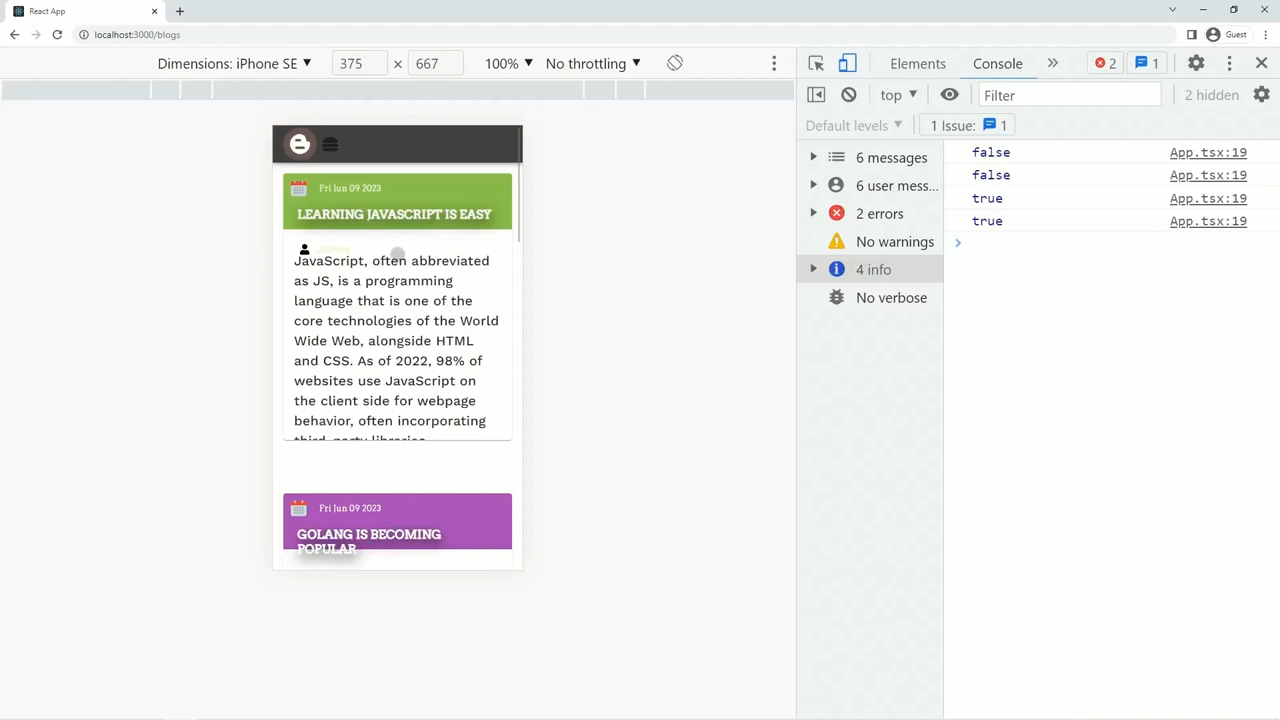 React App
localhost:3000/blogs
Guest
Dimensions: iPhone SE
375
×
667
100%
No throttling
Elements
Console
2
1
top
Filter
2 hidden
Default levels
1 Issue:
1
6 messages
6 user mess...
2 errors
No warnings
4 info
No verbose
false
App.tsx:19
false
App.tsx:19
true
App.tsx:19
true
App.tsx:19
Fri Jun 09 2023
LEARNING JAVASCRIPT IS EASY
JavaScript, often abbreviated
as JS, is a programming
language that is one of the
core technologies of the World
Wide Web, alongside HTML
and CSS. As of 2022, 98% of
websites use JavaScript on
the client side for webpage
behavior, often incorporating
third-party libraries.
Fri Jun 09 2023
GOLANG IS BECOMING
POPULAR